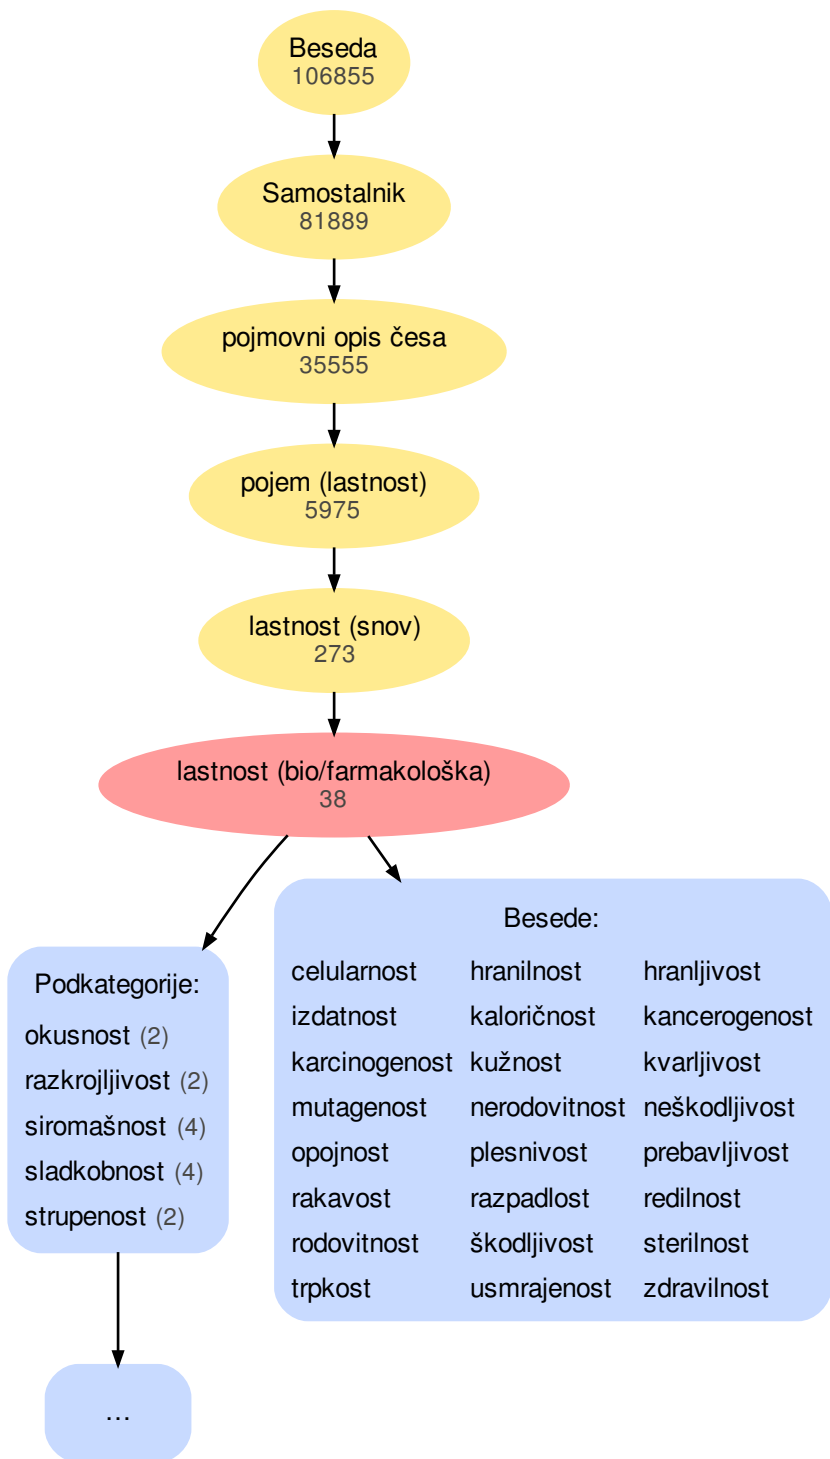 Beseda
106855
Samostalnik
81889
pojmovni opis česa
35555
pojem (lastnost)
5975
lastnost (snov)
273
lastnost (bio/farmakološka)
38
Podkategorije:
okusnost (2)
razkrojljivost (2)
siromašnost (4)
sladkobnost (4)
strupenost (2)
...
Besede:
celularnost hranilnost hranljivost
izdatnost kaloričnost kancerogenost
karcinogenost kužnost kvarljivost
mutagenost nerodovitnost neškodljivost
opojnost plesnivost prebavljivost
rakavost razpadlost redilnost
rodovitnost škodljivost sterilnost
trpkost usmrajenost zdravilnost